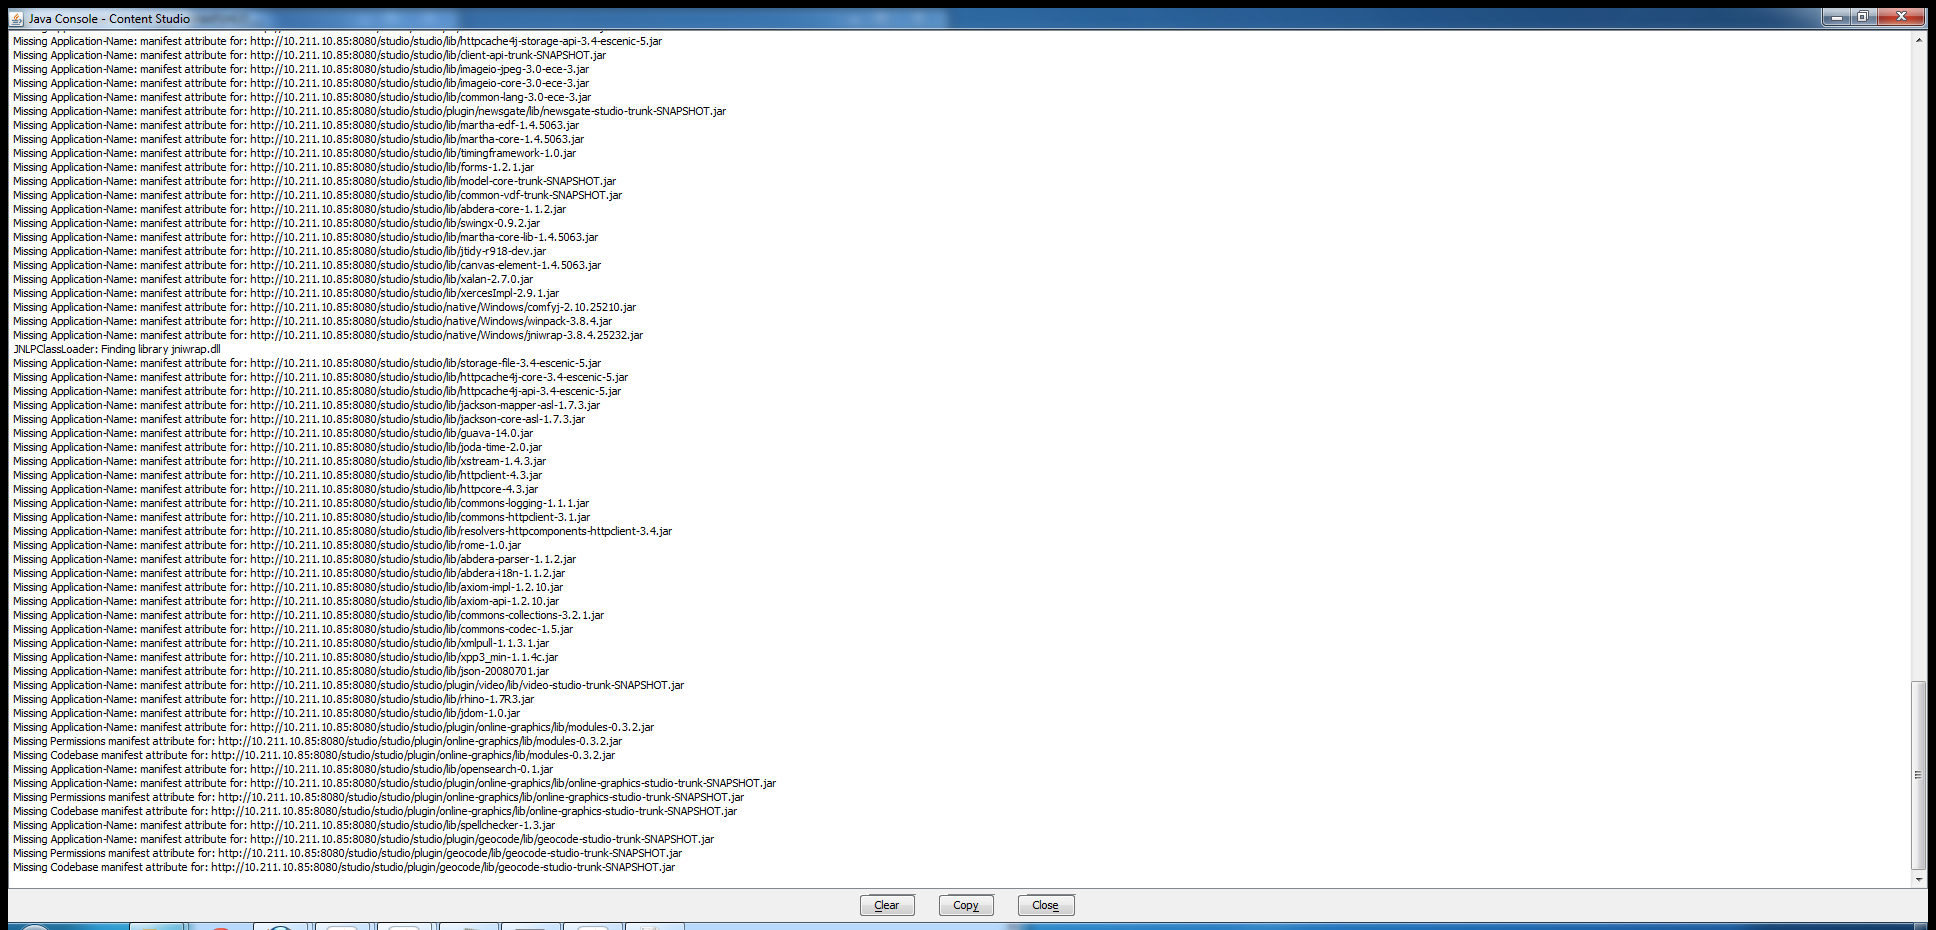 Java Console - Content Studio
Missing Application-Name: manifest attribute for: http://10.211.10.85:8080/studio/studio/lib/httpcache4j-storage-api-3.4-escenic-5.jar
Missing Application-Name: manifest attribute for: http://10.211.10.85:8080/studio/studio/lib/client-api-trunk-SNAPSHOT.jar
Missing Application-Name: manifest attribute for: http://10.211.10.85:8080/studio/studio/lib/imageio-jpeg-3.0-ece-3.jar
Missing Application-Name: manifest attribute for: http://10.211.10.85:8080/studio/studio/lib/imageio-core-3.0-ece-3.jar
Missing Application-Name: manifest attribute for: http://10.211.10.85:8080/studio/studio/lib/common-lang-3.0-ece-3.jar
Missing Application-Name: manifest attribute for: http://10.211.10.85:8080/studio/studio/plugin/newsgate/lib/newsgate-studio-trunk-SNAPSHOT.jar
Missing Application-Name: manifest attribute for: http://10.211.10.85:8080/studio/studio/lib/martha-edf-1.4.5063.jar
Missing Application-Name: manifest attribute for: http://10.211.10.85:8080/studio/studio/lib/martha-core-1.4.5063.jar
Missing Application-Name: manifest attribute for: http://10.211.10.85:8080/studio/studio/lib/timingframework-1.0.jar
Missing Application-Name: manifest attribute for: http://10.211.10.85:8080/studio/studio/lib/forms-1.2.1.jar
Missing Application-Name: manifest attribute for: http://10.211.10.85:8080/studio/studio/lib/model-core-trunk-SNAPSHOT.jar
Missing Application-Name: manifest attribute for: http://10.211.10.85:8080/studio/studio/lib/common-vdf-trunk-SNAPSHOT.jar
Missing Application-Name: manifest attribute for: http://10.211.10.85:8080/studio/studio/lib/abdera-core-1.1.2.jar
Missing Application-Name: manifest attribute for: http://10.211.10.85:8080/studio/studio/lib/swingx-0.9.2.jar
Missing Application-Name: manifest attribute for: http://10.211.10.85:8080/studio/studio/lib/martha-core-lib-1.4.5063.jar
Missing Application-Name: manifest attribute for: http://10.211.10.85:8080/studio/studio/lib/jtidy-r918-dev.jar
Missing Application-Name: manifest attribute for: http://10.211.10.85:8080/studio/studio/lib/canvas-element-1.4.5063.jar
Missing Application-Name: manifest attribute for: http://10.211.10.85:8080/studio/studio/lib/xalan-2.7.0.jar
Missing Application-Name: manifest attribute for: http://10.211.10.85:8080/studio/studio/lib/xercesImpl-2.9.1.jar
Missing Application-Name: manifest attribute for: http://10.211.10.85:8080/studio/studio/native/Windows/comfyj-2.10.25210.jar
Missing Application-Name: manifest attribute for: http://10.211.10.85:8080/studio/studio/native/Windows/winpack-3.8.4.jar
Missing Application-Name: manifest attribute for: http://10.211.10.85:8080/studio/studio/native/Windows/jniwrap-3.8.4.25232.jar
JNLPClassLoader: Finding library jniwrap.dll
Missing Application-Name: manifest attribute for: http://10.211.10.85:8080/studio/studio/lib/storage-file-3.4-escenic-5.jar
Missing Application-Name: manifest attribute for: http://10.211.10.85:8080/studio/studio/lib/httpcache4j-core-3.4-escenic-5.jar
Missing Application-Name: manifest attribute for: http://10.211.10.85:8080/studio/studio/lib/httpcache4j-api-3.4-escenic-5.jar
Missing Application-Name: manifest attribute for: http://10.211.10.85:8080/studio/studio/lib/jackson-mapper-asl-1.7.3.jar
Missing Application-Name: manifest attribute for: http://10.211.10.85:8080/studio/studio/lib/jackson-core-asl-1.7.3.jar
Missing Application-Name: manifest attribute for: http://10.211.10.85:8080/studio/studio/lib/guava-14.0.jar
Missing Application-Name: manifest attribute for: http://10.211.10.85:8080/studio/studio/lib/joda-time-2.0.jar
Missing Application-Name: manifest attribute for: http://10.211.10.85:8080/studio/studio/lib/xstream-1.4.3.jar
Missing Application-Name: manifest attribute for: http://10.211.10.85:8080/studio/studio/lib/httpclient-4.3.jar
Missing Application-Name: manifest attribute for: http://10.211.10.85:8080/studio/studio/lib/httpcore-4.3.jar
Missing Application-Name: manifest attribute for: http://10.211.10.85:8080/studio/studio/lib/commons-logging-1.1.1.jar
Missing Application-Name: manifest attribute for: http://10.211.10.85:8080/studio/studio/lib/commons-httpclient-3.1.jar
Missing Application-Name: manifest attribute for: http://10.211.10.85:8080/studio/studio/lib/resolvers-httpcomponents-httpclient-3.4.jar
Missing Application-Name: manifest attribute for: http://10.211.10.85:8080/studio/studio/lib/rome-1.0.jar
Missing Application-Name: manifest attribute for: http://10.211.10.85:8080/studio/studio/lib/abdera-parser-1.1.2.jar
Missing Application-Name: manifest attribute for: http://10.211.10.85:8080/studio/studio/lib/abdera-i18n-1.1.2.jar
Missing Application-Name: manifest attribute for: http://10.211.10.85:8080/studio/studio/lib/axiom-impl-1.2.10.jar
Missing Application-Name: manifest attribute for: http://10.211.10.85:8080/studio/studio/lib/axiom-api-1.2.10.jar
Missing Application-Name: manifest attribute for: http://10.211.10.85:8080/studio/studio/lib/commons-collections-3.2.1.jar
Missing Application-Name: manifest attribute for: http://10.211.10.85:8080/studio/studio/lib/commons-codec-1.5.jar
Missing Application-Name: manifest attribute for: http://10.211.10.85:8080/studio/studio/lib/xmlpull-1.1.3.1.jar
Missing Application-Name: manifest attribute for: http://10.211.10.85:8080/studio/studio/lib/xpp3_min-1.1.4c.jar
Missing Application-Name: manifest attribute for: http://10.211.10.85:8080/studio/studio/lib/json-20080701.jar
Missing Application-Name: manifest attribute for: http://10.211.10.85:8080/studio/studio/plugin/video/lib/video-studio-trunk-SNAPSHOT.jar
Missing Application-Name: manifest attribute for: http://10.211.10.85:8080/studio/studio/lib/rhino-1.7R3.jar
Missing Application-Name: manifest attribute for: http://10.211.10.85:8080/studio/studio/lib/jdom-1.0.jar
Missing Application-Name: manifest attribute for: http://10.211.10.85:8080/studio/studio/plugin/online-graphics/lib/modules-0.3.2.jar
Missing Permissions manifest attribute for: http://10.211.10.85:8080/studio/studio/plugin/online-graphics/lib/modules-0.3.2.jar
Missing Codebase manifest attribute for: http://10.211.10.85:8080/studio/studio/plugin/online-graphics/lib/modules-0.3.2.jar
Missing Application-Name: manifest attribute for: http://10.211.10.85:8080/studio/studio/lib/opensearch-0.1.jar
Missing Application-Name: manifest attribute for: http://10.211.10.85:8080/studio/studio/plugin/online-graphics/lib/online-graphics-studio-trunk-SNAPSHOT.jar
Missing Permissions manifest attribute for: http://10.211.10.85:8080/studio/studio/plugin/online-graphics/lib/online-graphics-studio-trunk-SNAPSHOT.jar
Missing Codebase manifest attribute for: http://10.211.10.85:8080/studio/studio/plugin/online-graphics/lib/online-graphics-studio-trunk-SNAPSHOT.jar
Missing Application-Name: manifest attribute for: http://10.211.10.85:8080/studio/studio/lib/spellchecker-1.3.jar
Missing Application-Name: manifest attribute for: http://10.211.10.85:8080/studio/studio/plugin/geocode/lib/geocode-studio-trunk-SNAPSHOT.jar
Missing Permissions manifest attribute for: http://10.211.10.85:8080/studio/studio/plugin/geocode/lib/geocode-studio-trunk-SNAPSHOT.jar
Missing Codebase manifest attribute for: http://10.211.10.85:8080/studio/studio/plugin/geocode/lib/geocode-studio-trunk-SNAPSHOT.jar
Clear Copy Close